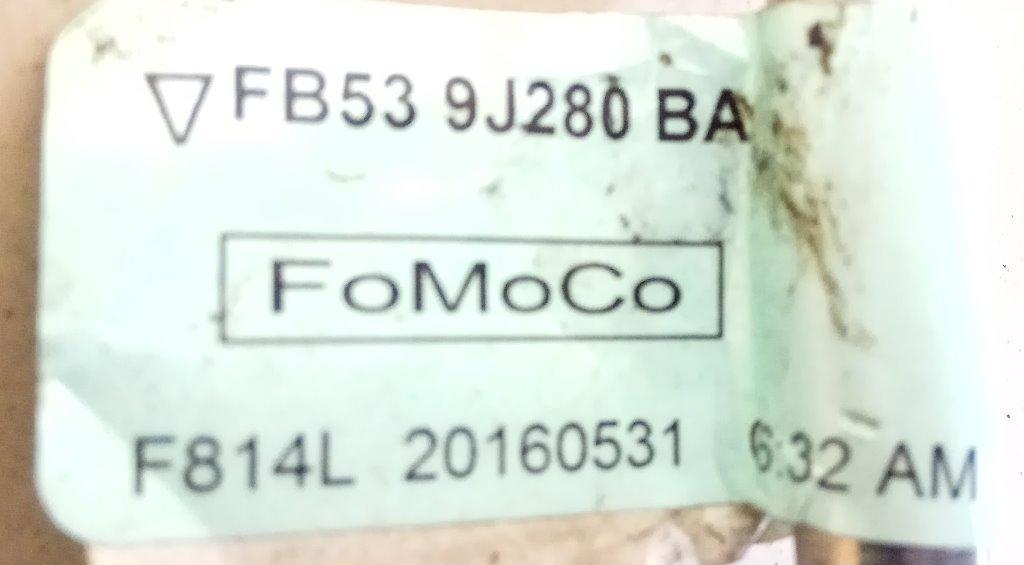 FB53 9J280 BA
FoMoCo
F814L 20160531 6:32 AM